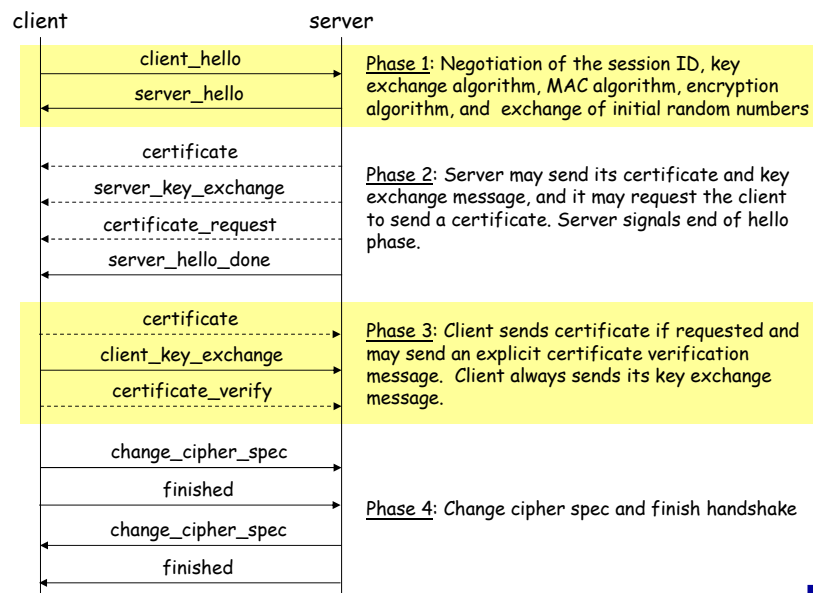 client
server
client_hello
server_hello
Phase 1: Negotiation of the session ID, key
exchange algorithm, MAC algorithm, encryption
algorithm, and exchange of initial random numbers
certificate
server_key_exchange
certificate_request
server_hello_done
Phase 2: Server may send its certificate and key
exchange message, and it may request the client
to send a certificate. Server signals end of hello
phase.
certificate
client_key_exchange
certificate_verify
Phase 3: Client sends certificate if requested and
may send an explicit certificate verification
message. Client always sends its key exchange
message.
change_cipher_spec
finished
change_cipher_spec
finished
Phase 4: Change cipher spec and finish handshake